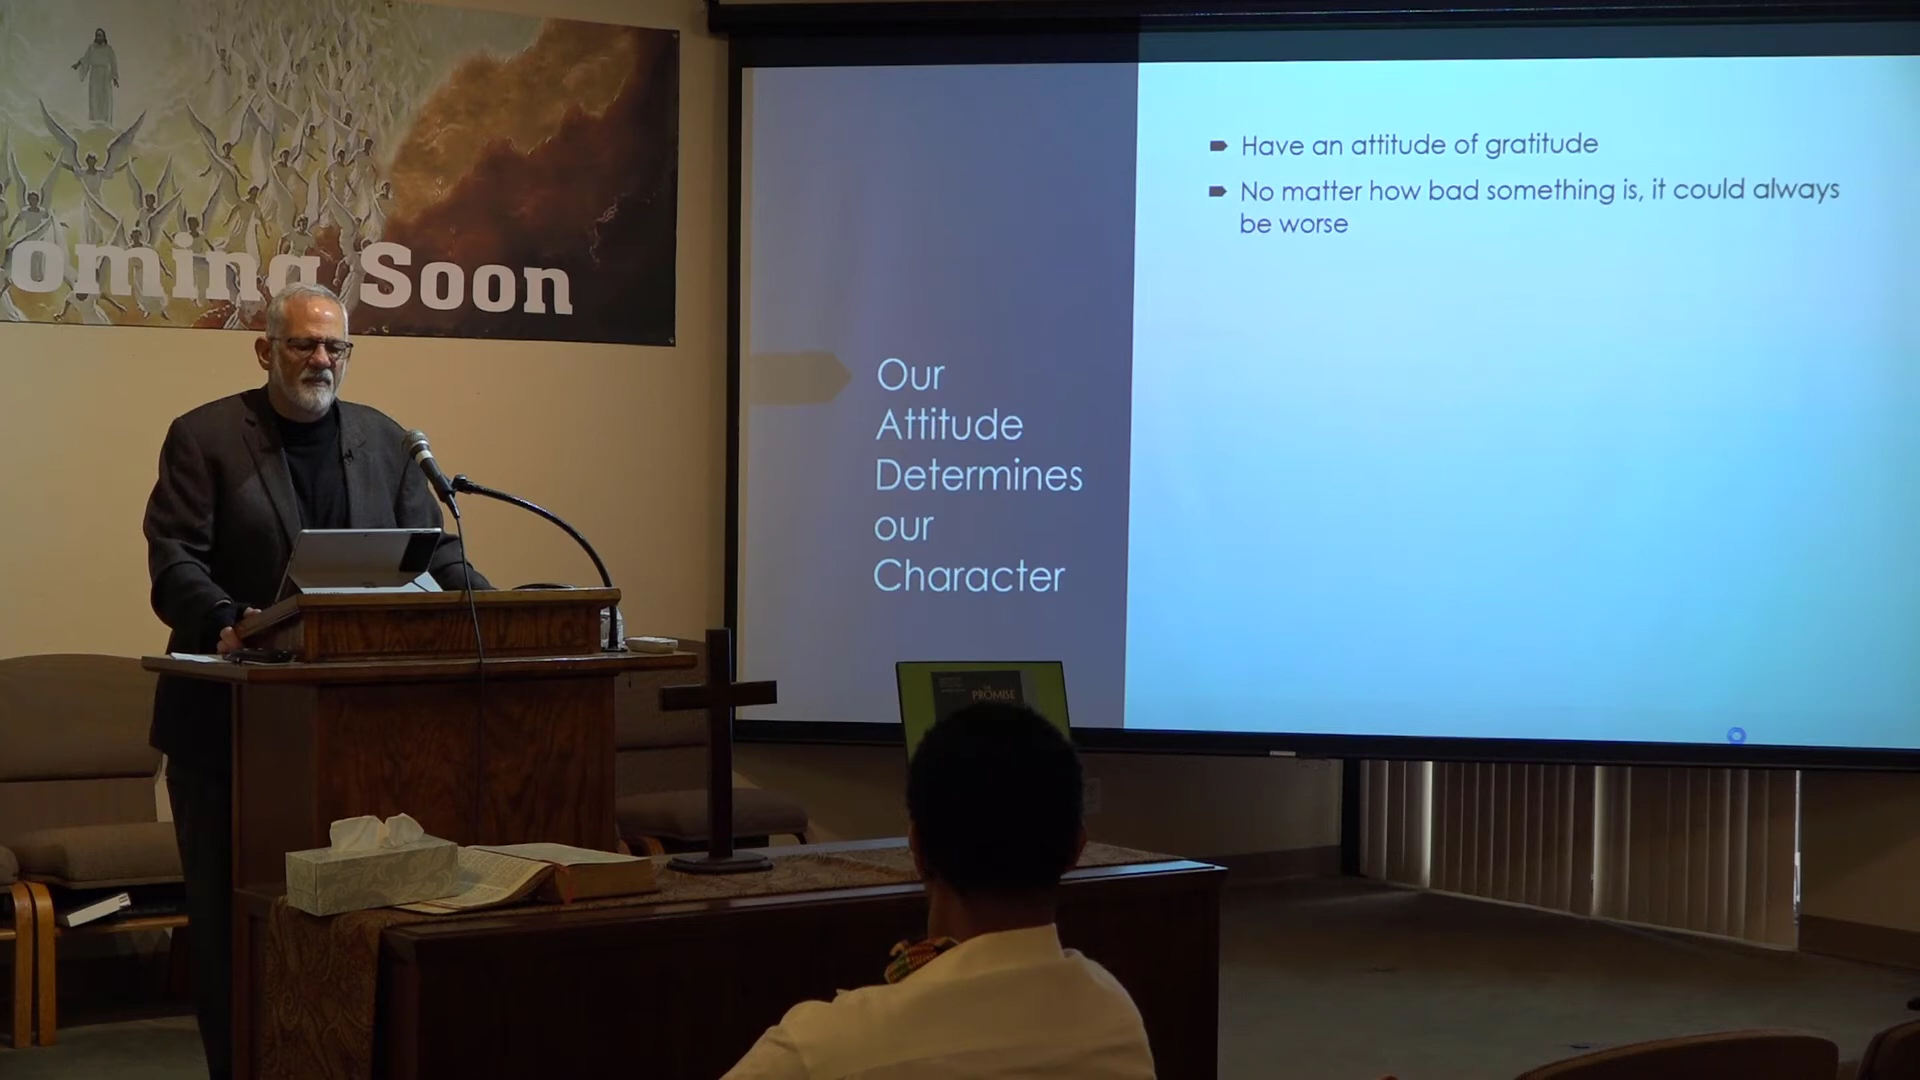 oming Soon
Have an attitude of gratitude
No matter how bad something is, it could always
be worse
Our
Attitude
Determines
our
Character
PROMISE